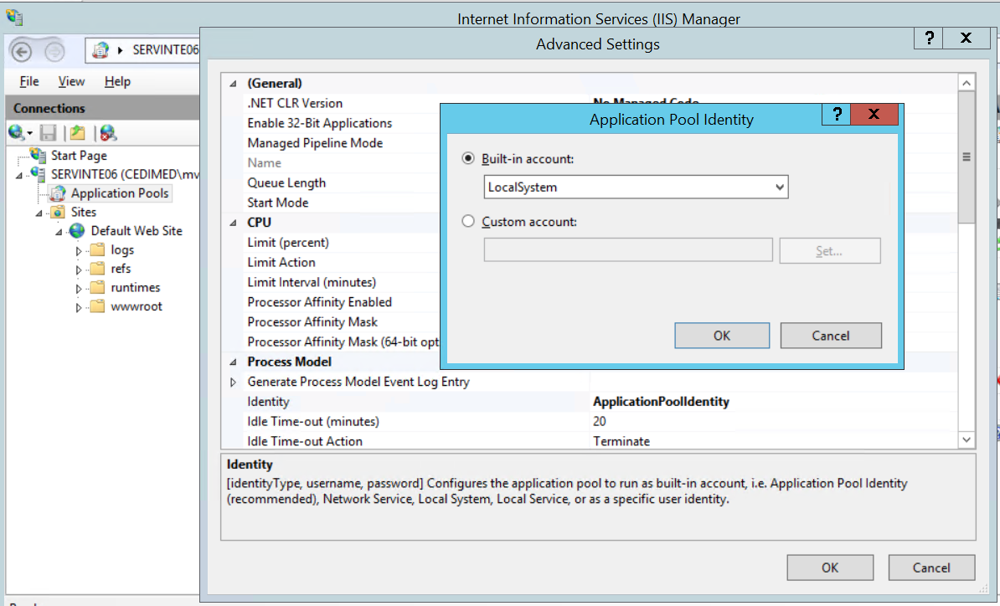 Internet Information Services (IIS) Manager
Advanced Settings
?
X
SERVINTE06
File View Help
Connections
Start Page
SERVINTE06 (CEDIMED\mv
Application Pools
Sites
Default Web Site
logs
refs
runtimes
wwwroot
(General)
.NET CLR Version No Managed Code
Enable 32-Bit Applications
Managed Pipeline Mode
Name
Queue Length
Start Mode
CPU
Limit (percent)
Limit Action
Limit Interval (minutes)
Processor Affinity Enabled
Processor Affinity Mask
Processor Affinity Mask (64-bit opt
Process Model
Generate Process Model Event Log Entry
Identity ApplicationPoolIdentity
Idle Time-out (minutes) 20
Idle Time-out Action Terminate
Application Pool Identity
?
X
Built-in account:
LocalSystem
Custom account:
Set...
OK Cancel
Identity
[identityType, username, password] Configures the application pool to run as built-in account, i.e. Application Pool Identity
(recommended), Network Service, Local System, Local Service, or as a specific user identity.
OK Cancel